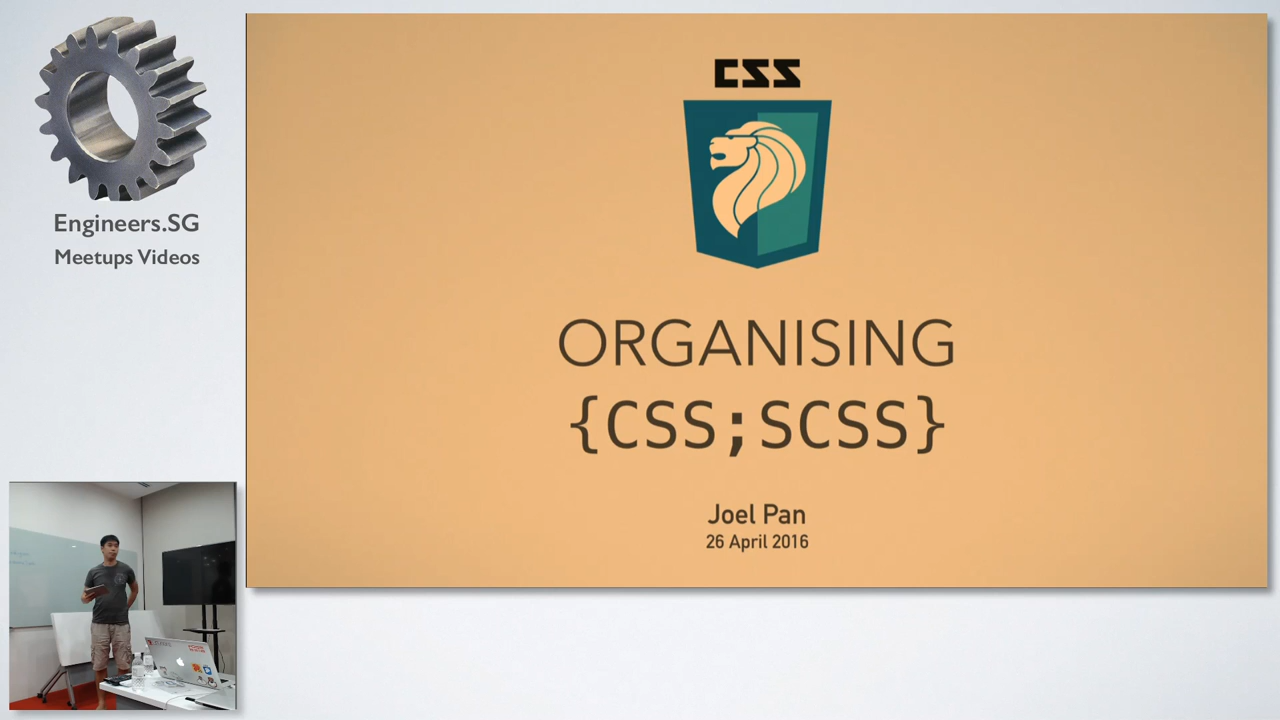 Engineers.SG
Meetups Videos
CSS
ORGANISING
{CSS;SCSS}
Joel Pan
26 April 2016